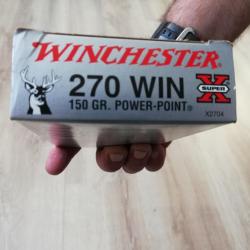 WINCHESTER
270 WIN
150 GR. POWER-POINT®
SUPER X
X2704